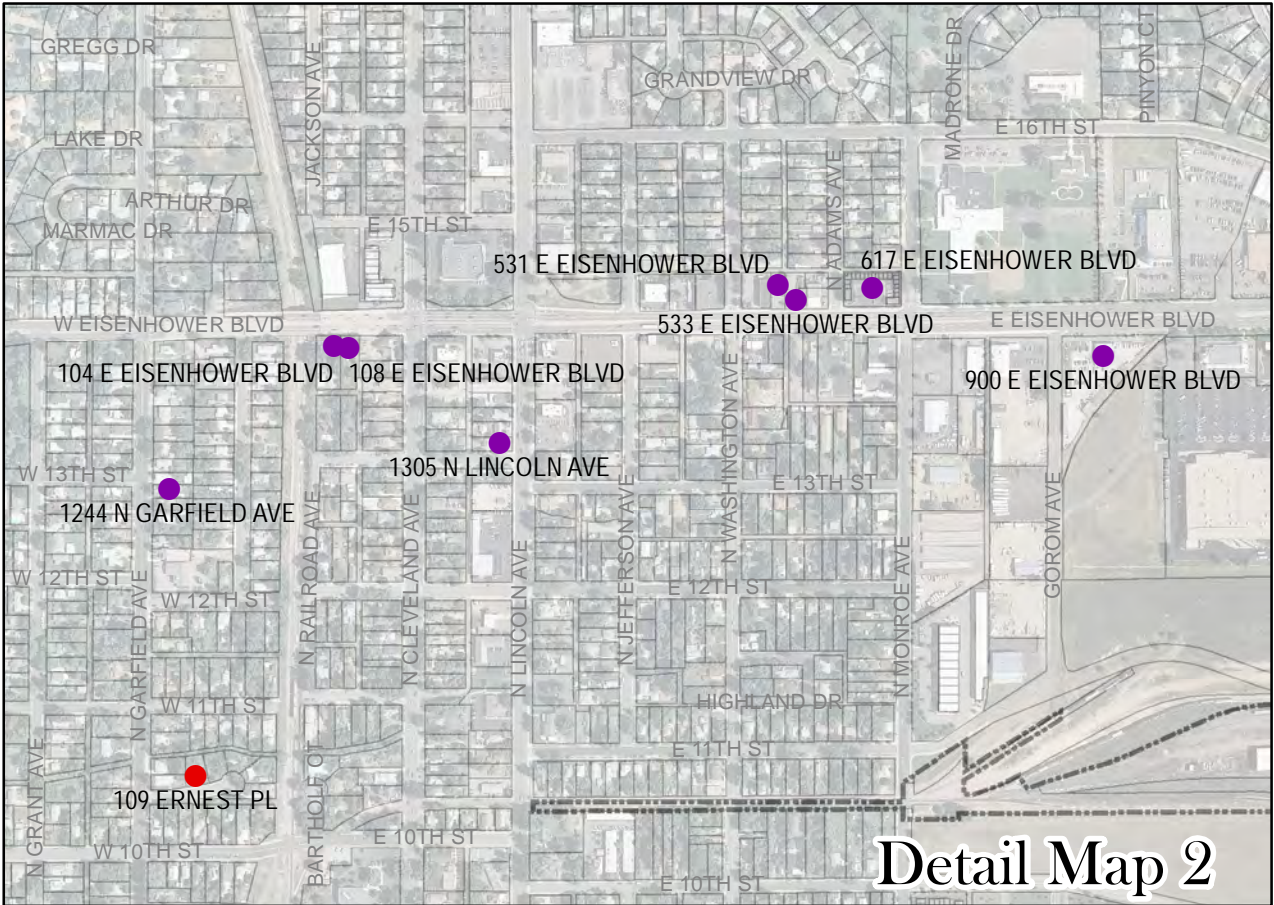 GREGG DR
JACKSON AVE
GRANDVIEW DR
MADRONE DR
PINYON CT
LAKE DR
E 16TH ST
ARTHUR DR
MARMAC DR
E 15TH ST
N ADAMS AVE
531 E EISENHOWER BLVD
617 E EISENHOWER BLVD
W EISENHOWER BLVD
533 E EISENHOWER BLVD
E EISENHOWER BLVD
104 E EISENHOWER BLVD
108 E EISENHOWER BLVD
900 E EISENHOWER BLVD
N WASHINGTON AVE
1305 N LINCOLN AVE
W 13TH ST
E 13TH ST
1244 N GARFIELD AVE
N RAILROAD AVE
N CLEVELAND AVE
N LINCOLN AVE
N JEFFERSON AVE
N MONROE AVE
GOROM AVE
W 12TH ST
W 12TH ST
E 12TH ST
N GARFIELD AVE
W 11TH ST
HIGHLAND DR
E 11TH ST
N GRANT AVE
109 ERNEST PL
BARTHOLF CT
W 10TH ST
E 10TH ST
E 10TH ST
Detail Map 2